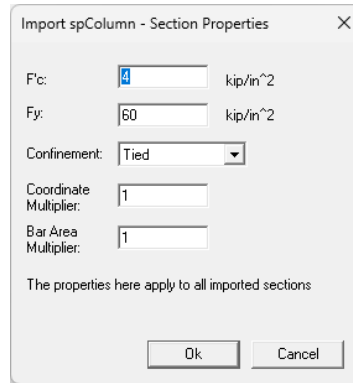 Import spColumn - Section Properties
F'c: 4 kip/in^2
Fy: 60 kip/in^2
Confinement: Tied
Coordinate
Multiplier: 1
Bar Area
Multiplier: 1
The properties here apply to all imported sections
Ok Cancel